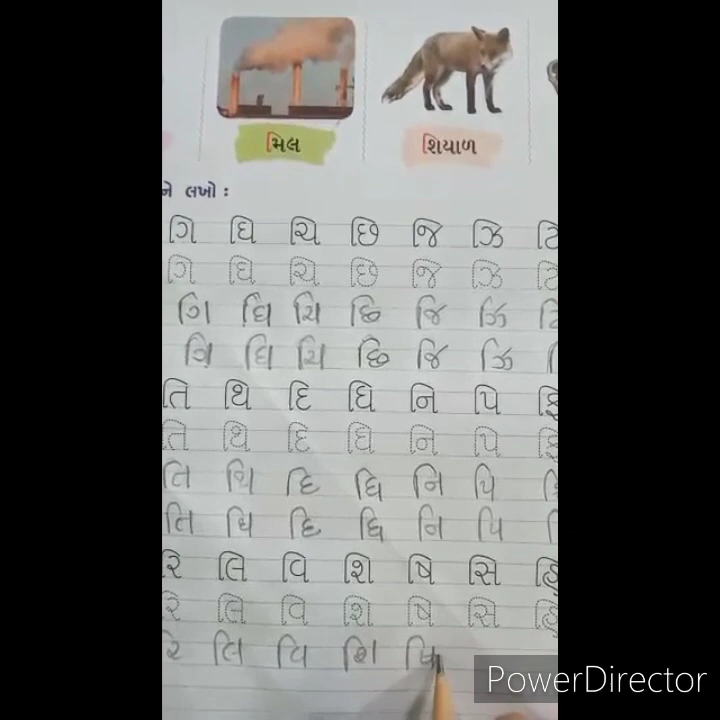 મિલ શિયાળ
ને લખો :
ગિ ઘિ ચિ છિ જિ ઝિ ટિ
ગિ ઘિ ચિ છિ જિ ઝિ ટિ
ગિ ઘિ ચિ છિ જિ ઝિ
ગિ ઘિ ચિ છિ જિ ઝિ
તિ થિ દિ ધિ નિ પિ ફિ
તિ થિ દિ ધિ નિ પિ ફિ
તિ થિ દિ ધિ નિ પિ
તિ થિ દિ ધિ નિ પિ
રિ લિ વિ શિ ષિ સિ હિ
રિ લિ વિ શિ ષિ સિ હિ
રિ લિ વિ શિ ષિ
PowerDirector